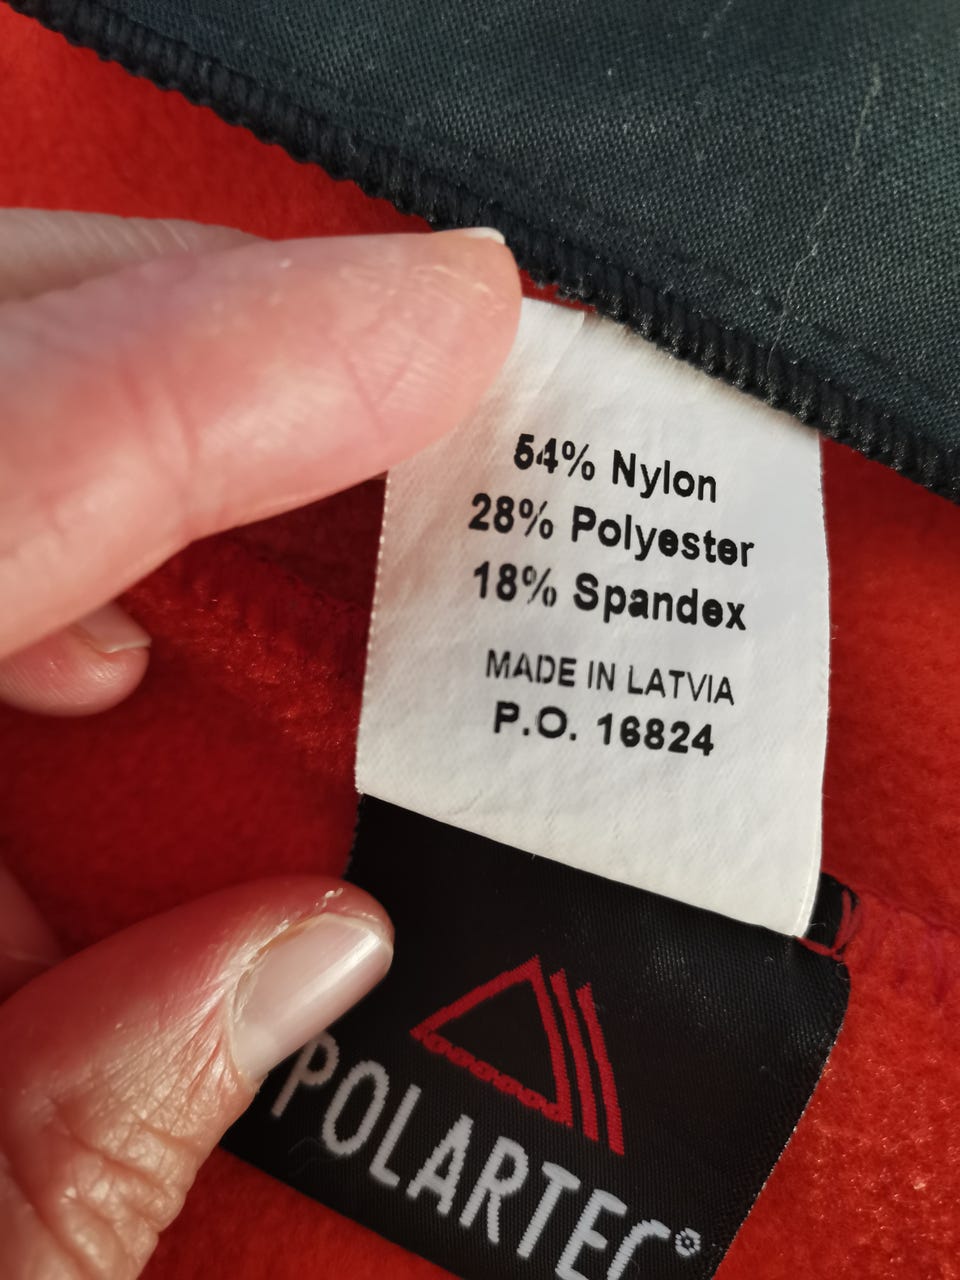 54% Nylon
28% Polyester
18% Spandex
MADE IN LATVIA
P.O. 16824
POLARTEC®